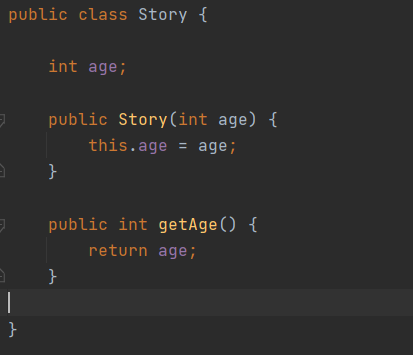 public class Story {
int age;
public Story(int age) {
this.age = age;
}
public int getAge() {
return age;
}
}